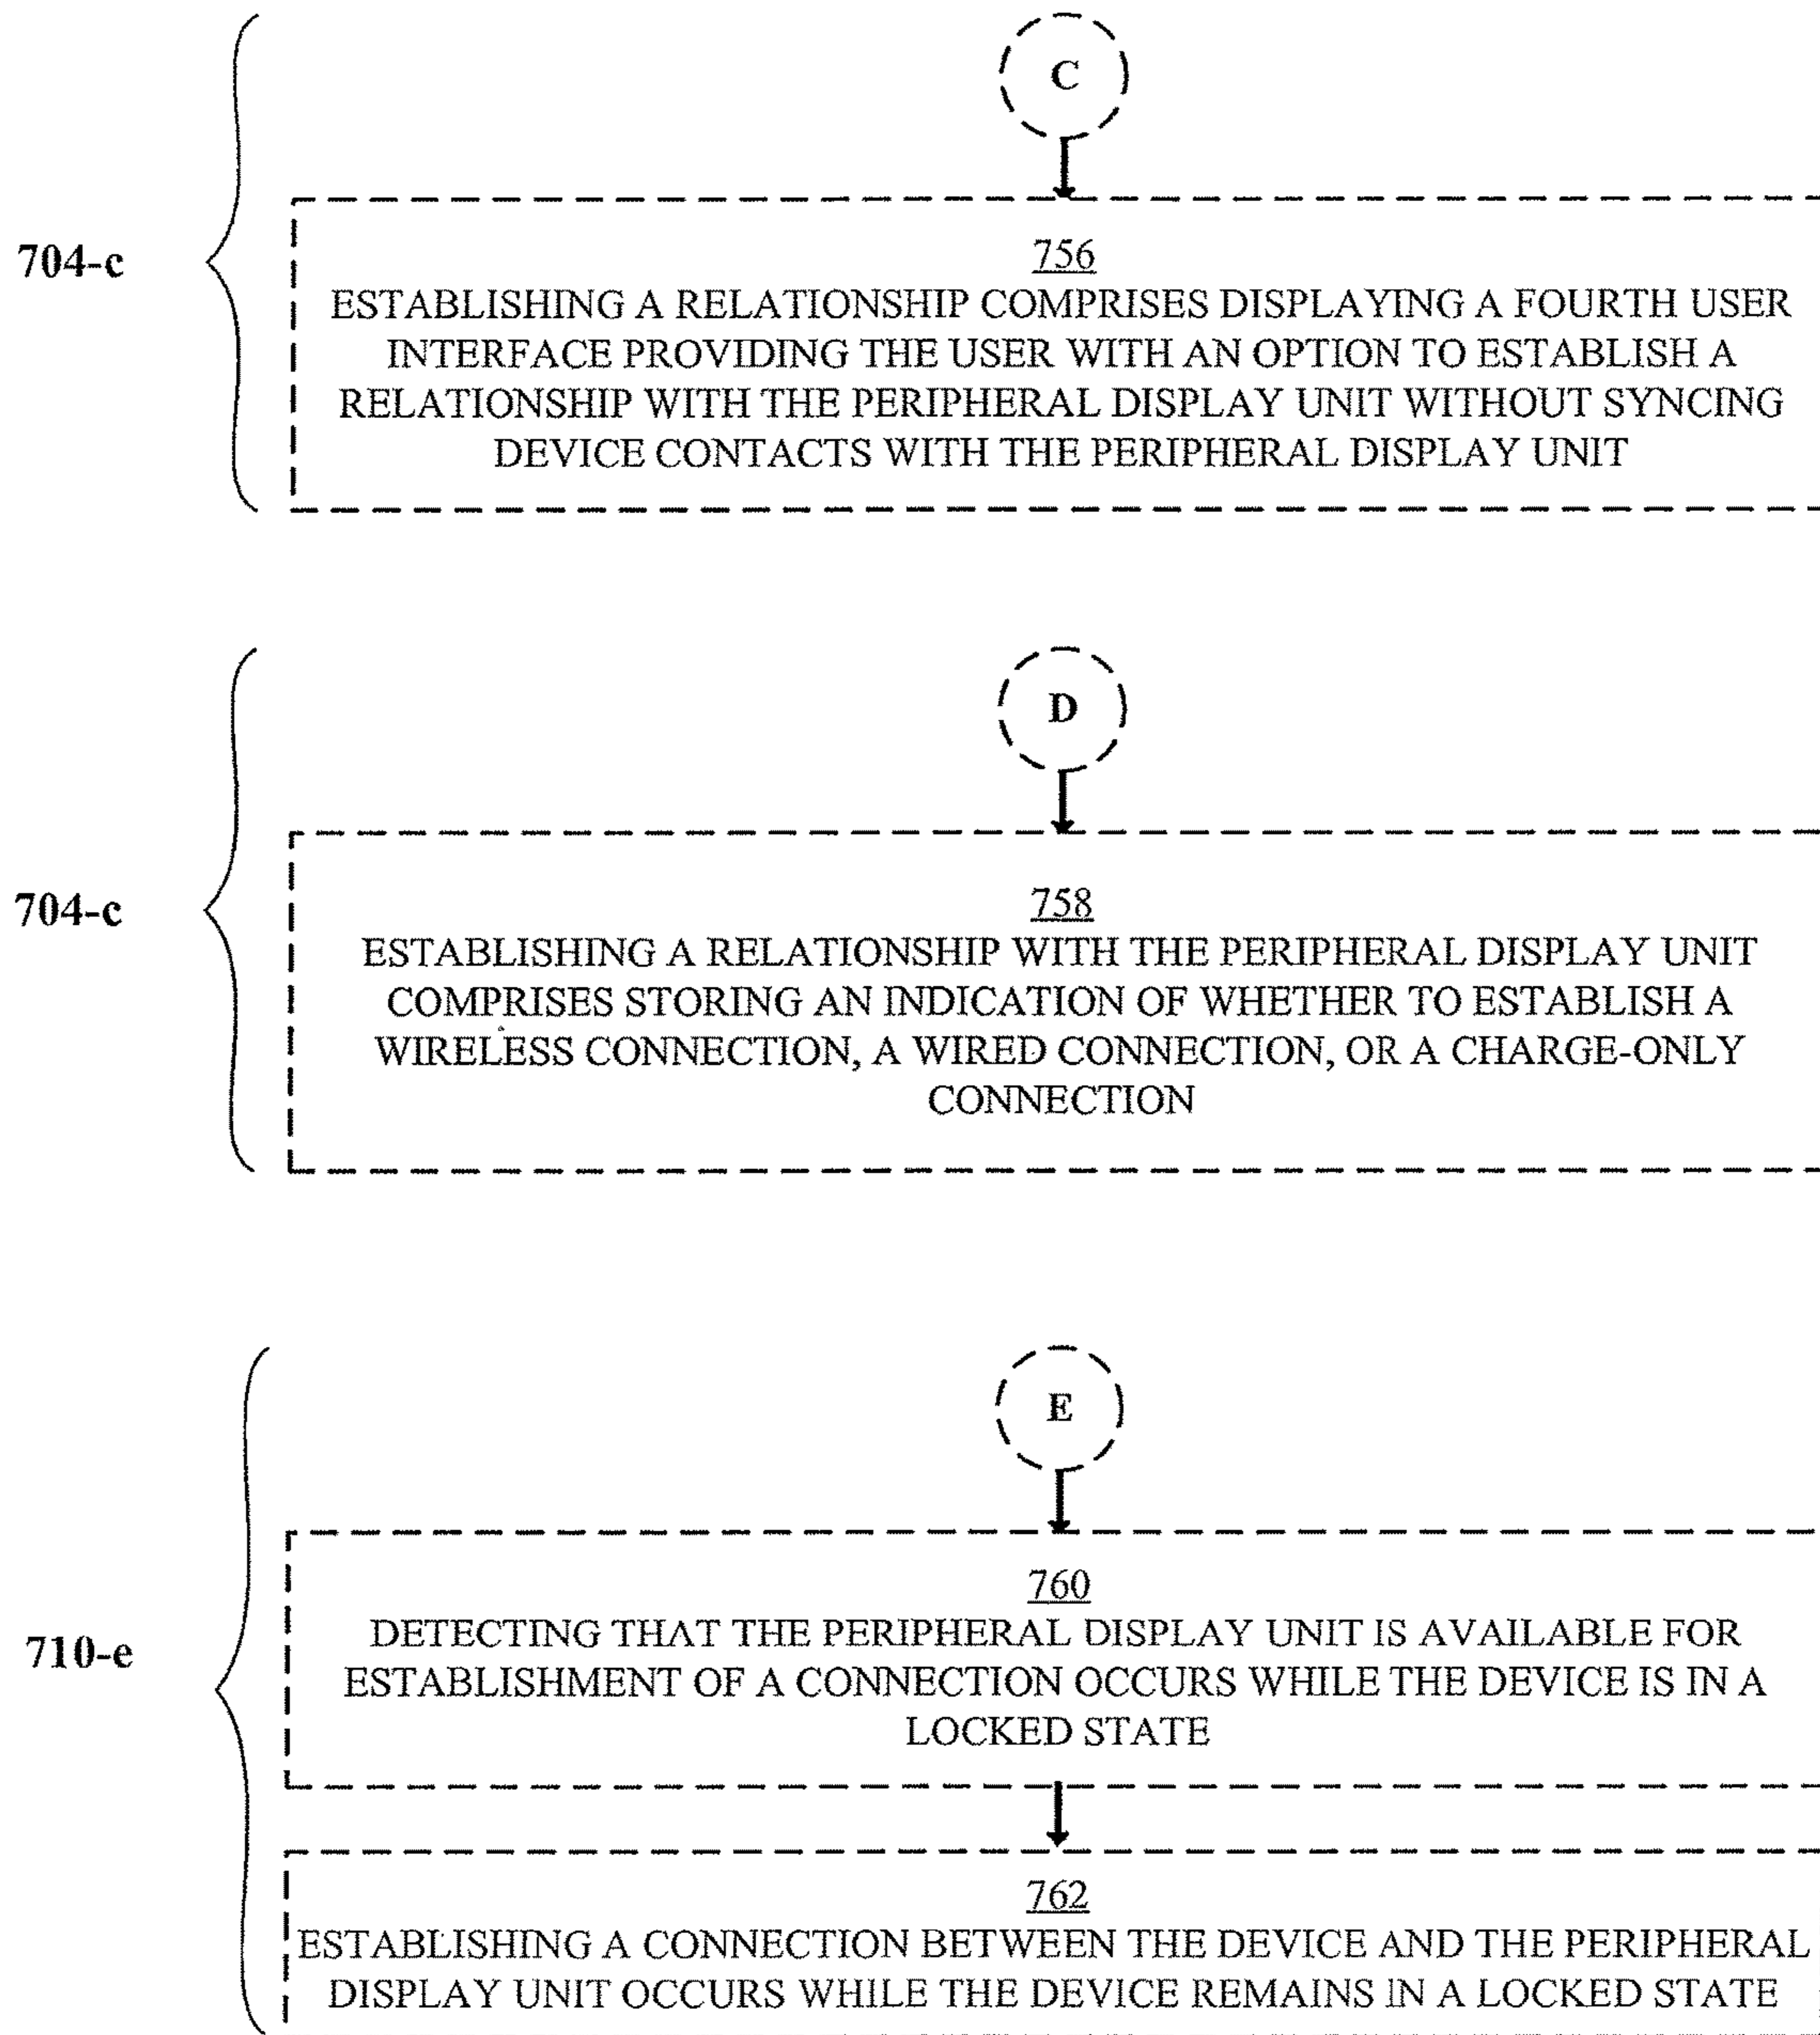 C
704-c
756
ESTABLISHING A RELATIONSHIP COMPRISES DISPLAYING A FOURTH USER
INTERFACE PROVIDING THE USER WITH AN OPTION TO ESTABLISH A
RELATIONSHIP WITH THE PERIPHERAL DISPLAY UNIT WITHOUT SYNCING
DEVICE CONTACTS WITH THE PERIPHERAL DISPLAY UNIT
D
704-c
758
ESTABLISHING A RELATIONSHIP WITH THE PERIPHERAL DISPLAY UNIT
COMPRISES STORING AN INDICATION OF WHETHER TO ESTABLISH A
WIRELESS CONNECTION, A WIRED CONNECTION, OR A CHARGE-ONLY
CONNECTION
E
710-e
760
DETECTING THAT THE PERIPHERAL DISPLAY UNIT IS AVAILABLE FOR
ESTABLISHMENT OF A CONNECTION OCCURS WHILE THE DEVICE IS IN A
LOCKED STATE
762
ESTABLISHING A CONNECTION BETWEEN THE DEVICE AND THE PERIPHERAL
DISPLAY UNIT OCCURS WHILE THE DEVICE REMAINS IN A LOCKED STATE